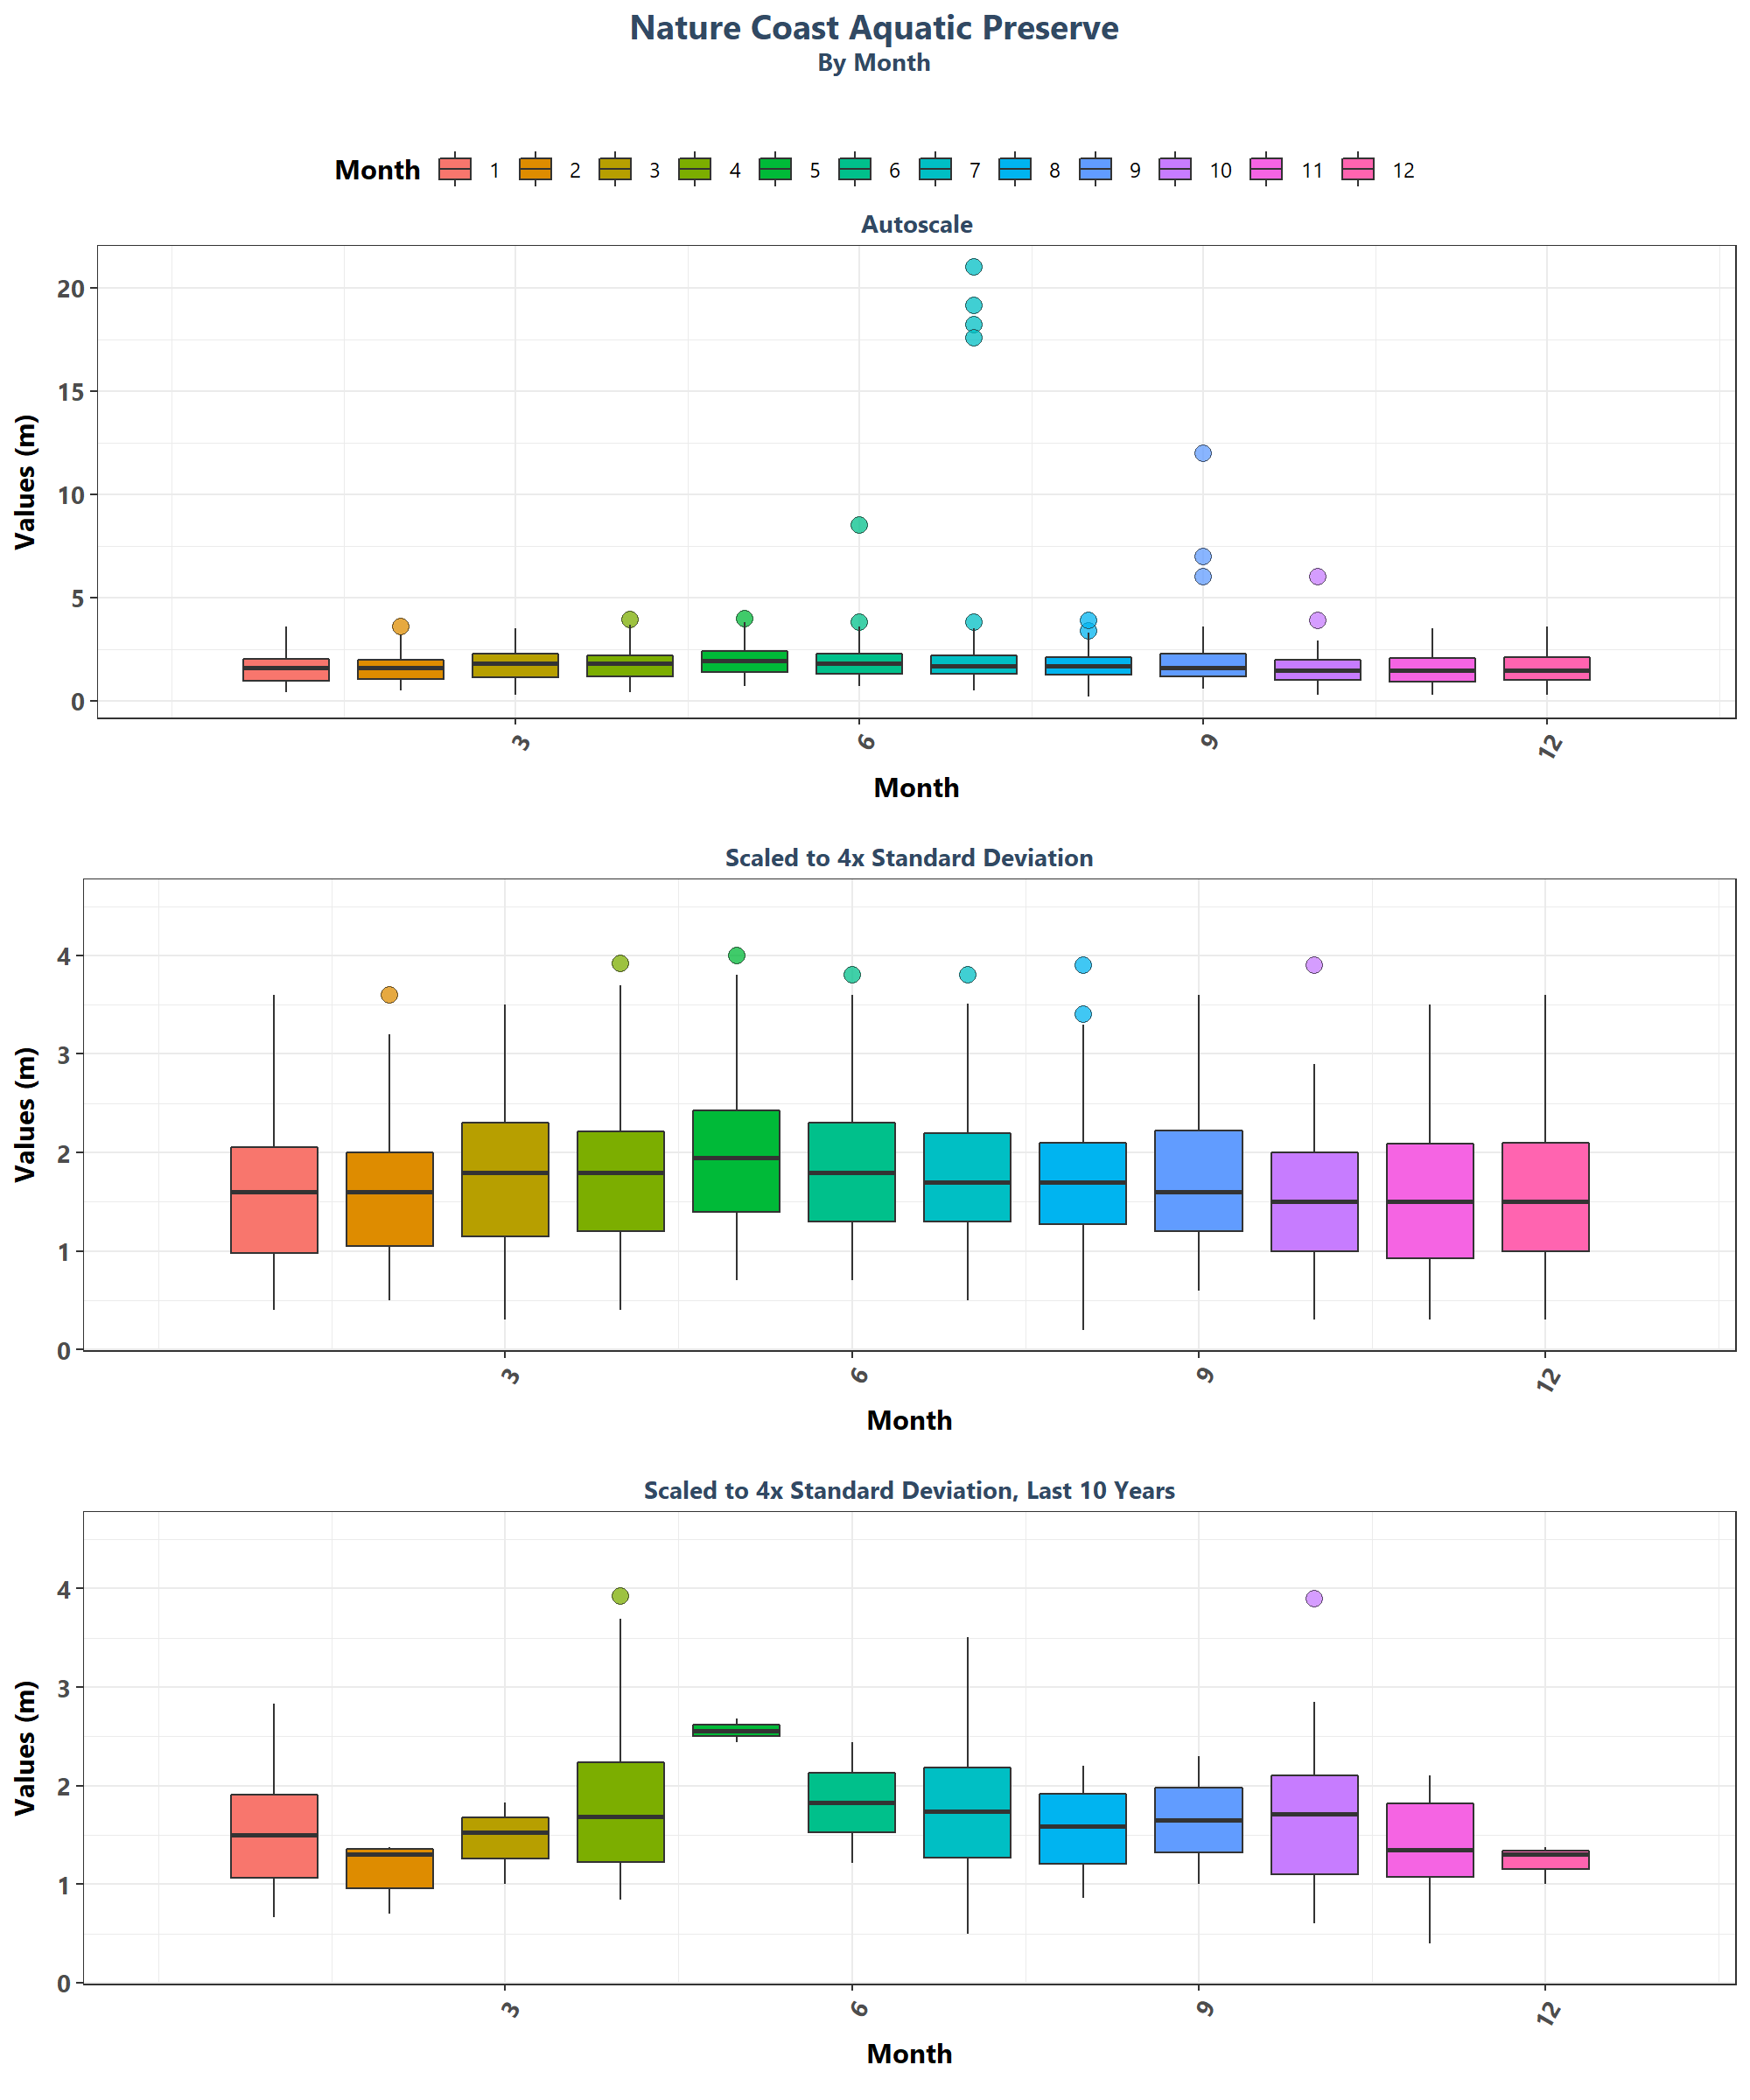 Nature Coast Aquatic Preserve
By Month
Month 1 2 3 4 5 6 7 8 9 10 11 12
Autoscale
Values (m)
20
15
10
5
0
3 6 9 12
Month
Scaled to 4x Standard Deviation
Values (m)
4
3
2
1
0
3 6 9 12
Month
Scaled to 4x Standard Deviation, Last 10 Years
Values (m)
4
3
2
1
0
3 6 9 12
Month